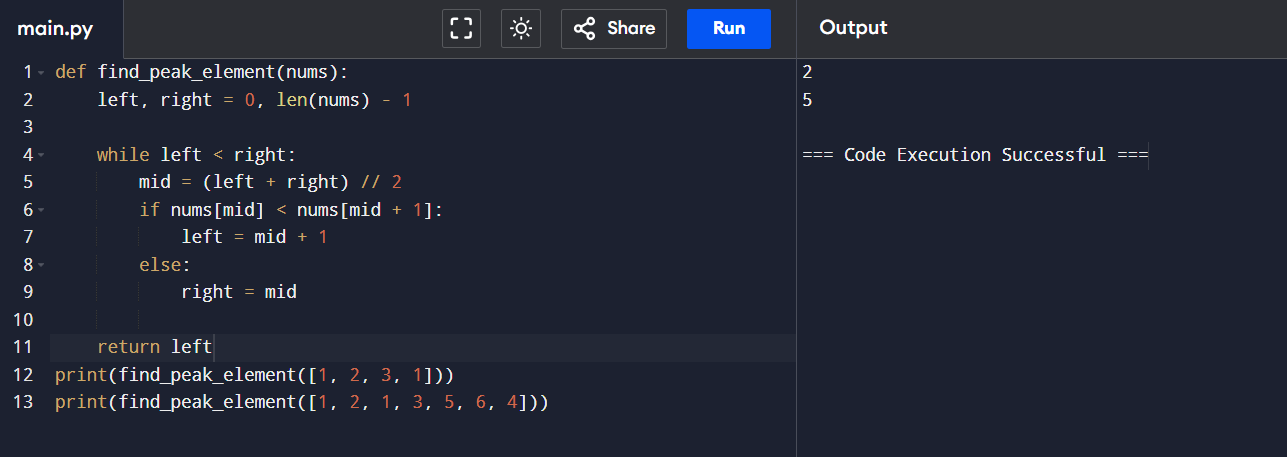 main.py Share Run Output
1 def find_peak_element(nums):
2     left, right = 0, len(nums) - 1
3
4     while left < right:
5         mid = (left + right) // 2
6         if nums[mid] < nums[mid + 1]:
7             left = mid + 1
8         else:
9             right = mid
10
11     return left
12 print(find_peak_element([1, 2, 3, 1]))
13 print(find_peak_element([1, 2, 1, 3, 5, 6, 4]))
2
5
=== Code Execution Successful ===